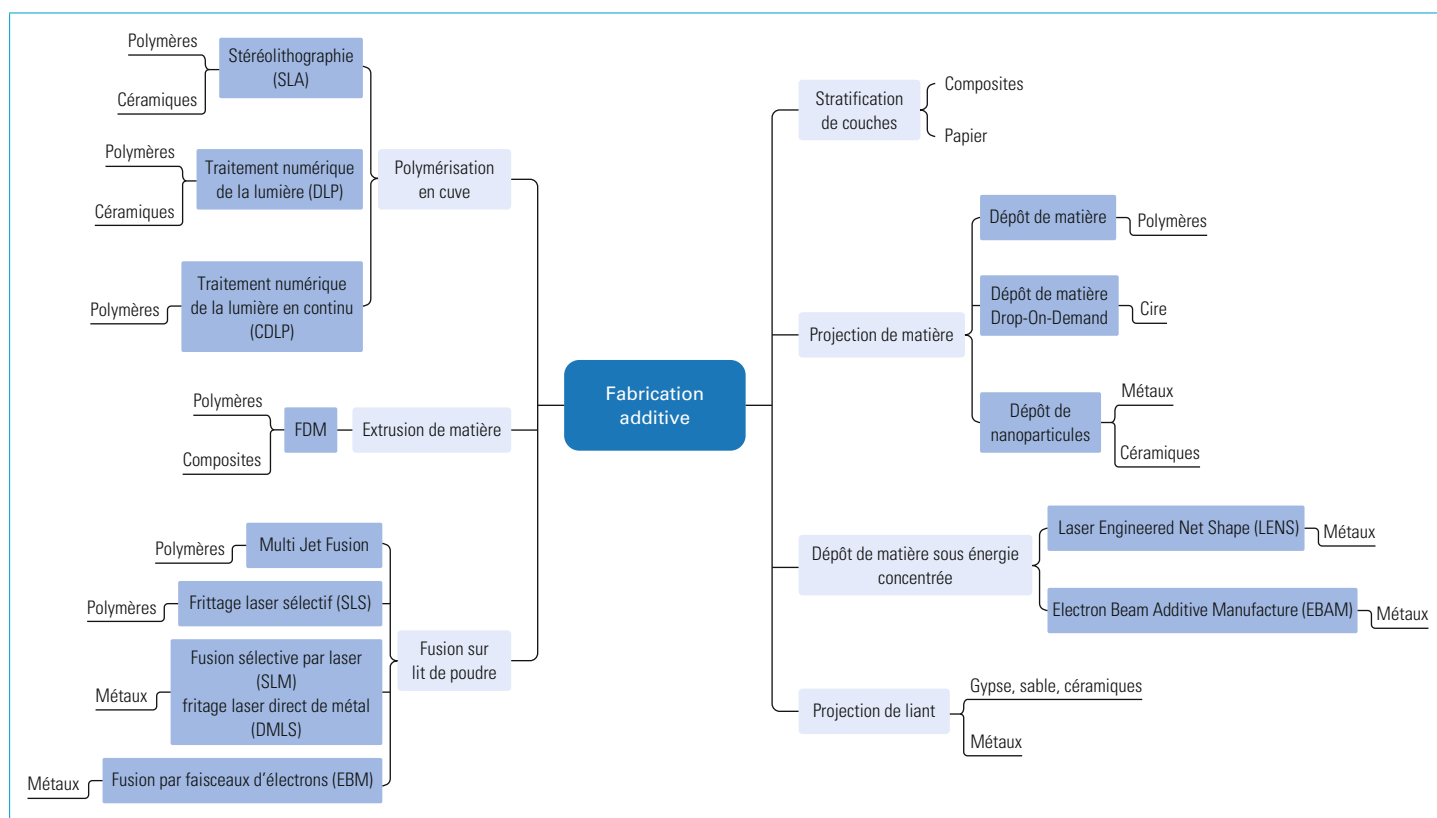 Polymères
Stéréolithographie
(SLA)
Céramiques
Polymères
Traitement numérique
de la lumière (DLP)
Céramiques
Polymérisation
en cuve
Traitement numérique
de la lumière en continu
(CDLP)
Polymères
Polymères
FDM
Extrusion de matière
Composites
Multi Jet Fusion
Polymères
Frittage laser sélectif (SLS)
Polymères
Fusion sélective par laser
(SLM)
fritage laser direct de métal
(DMLS)
Métaux
Fusion sur
lit de poudre
Fusion par faisceaux d'électrons (EBM)
Métaux
Fabrication
additive
Stratification
de couches
Composites
Papier
Projection de matière
Dépôt de matière
Polymères
Dépôt de matière
Drop-On-Demand
Cire
Dépôt de
nanoparticules
Métaux
Céramiques
Dépôt de matière sous énergie
concentrée
Laser Engineered Net Shape (LENS)
Métaux
Electron Beam Additive Manufacture (EBAM)
Métaux
Projection de liant
Gypse, sable, céramiques
Métaux